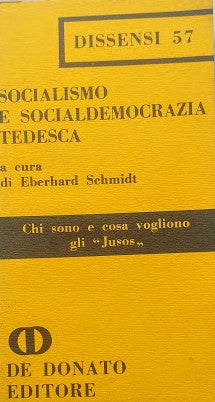 DISSENSI 57
SOCIALISMO
E SOCIALDEMOCRAZIA
TEDESCA
a cura
di Eberhard Schmidt
Chi sono e cosa vogliono
gli "Jusos„
DE DONATO
EDITORE